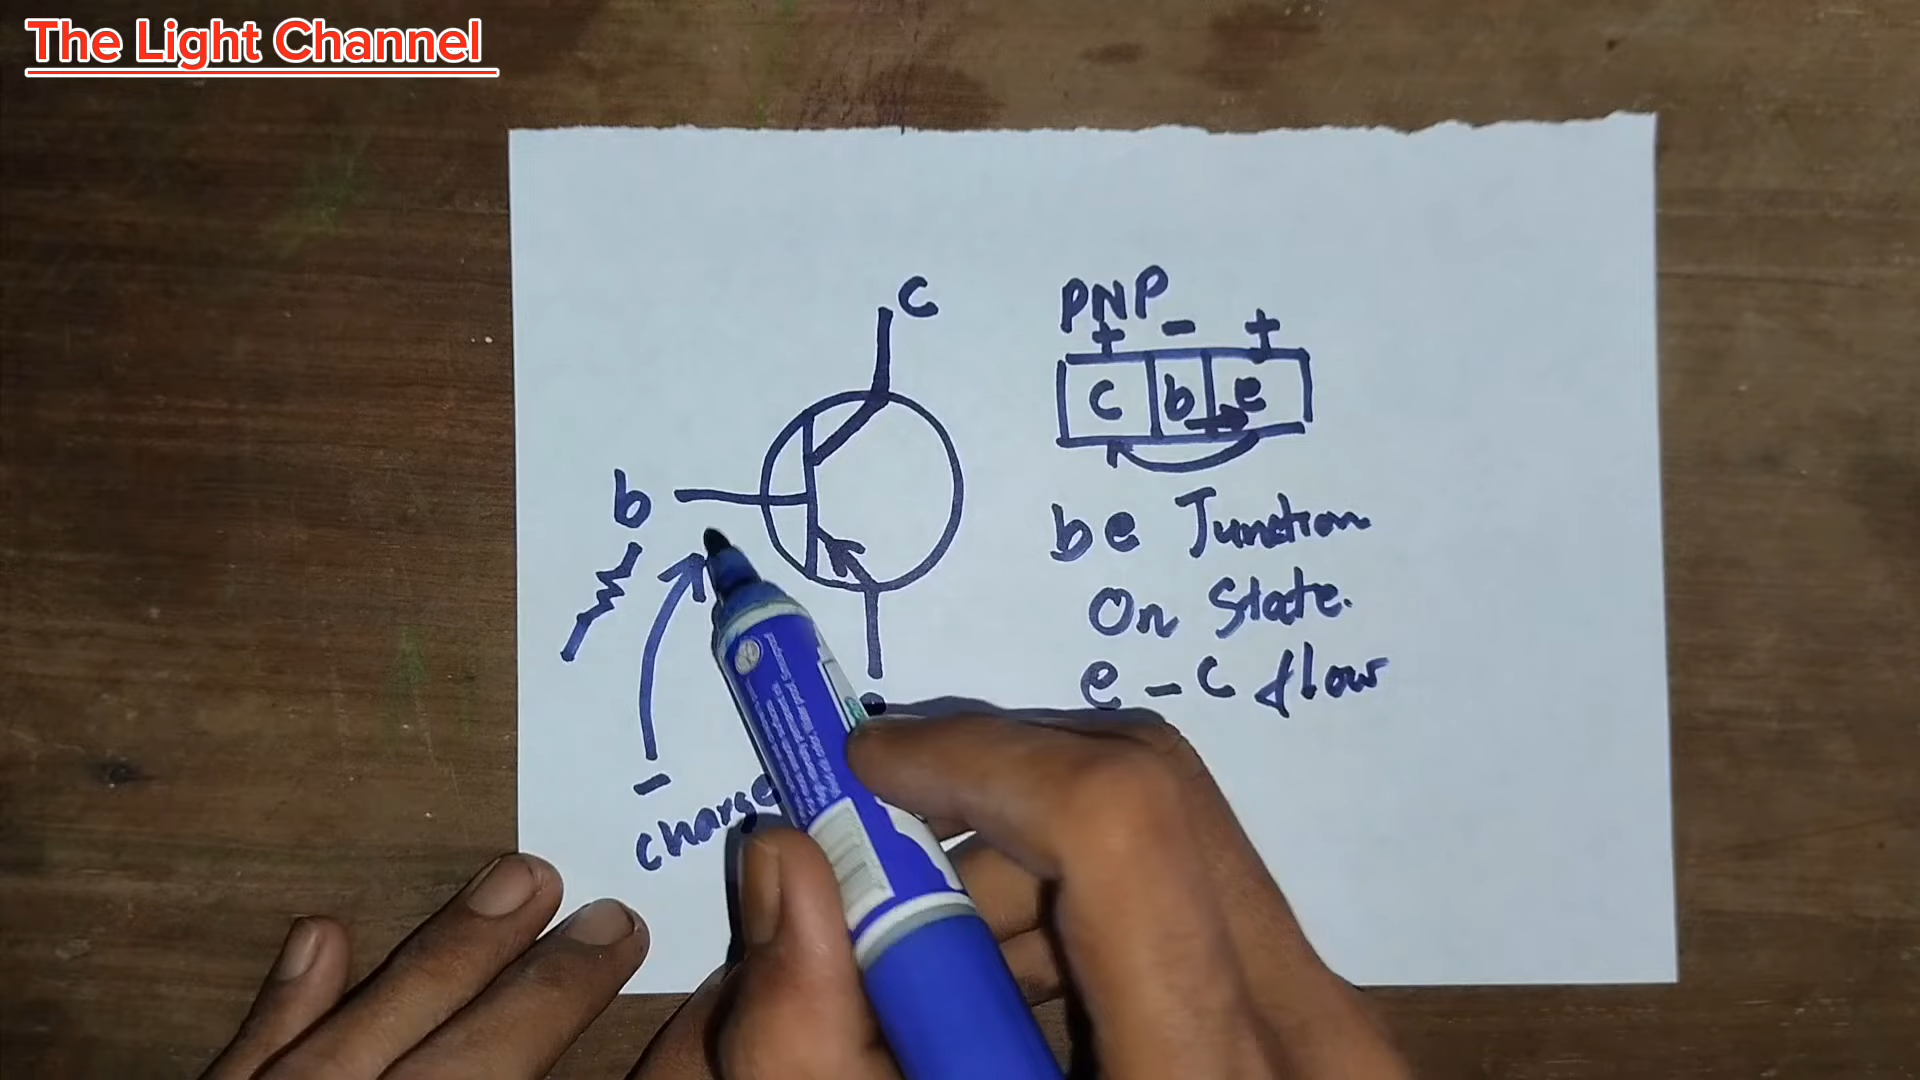 The Light Channel
C
b
- charge
PNP
+ - +
C b e
be Junction
On State.
e - C flow